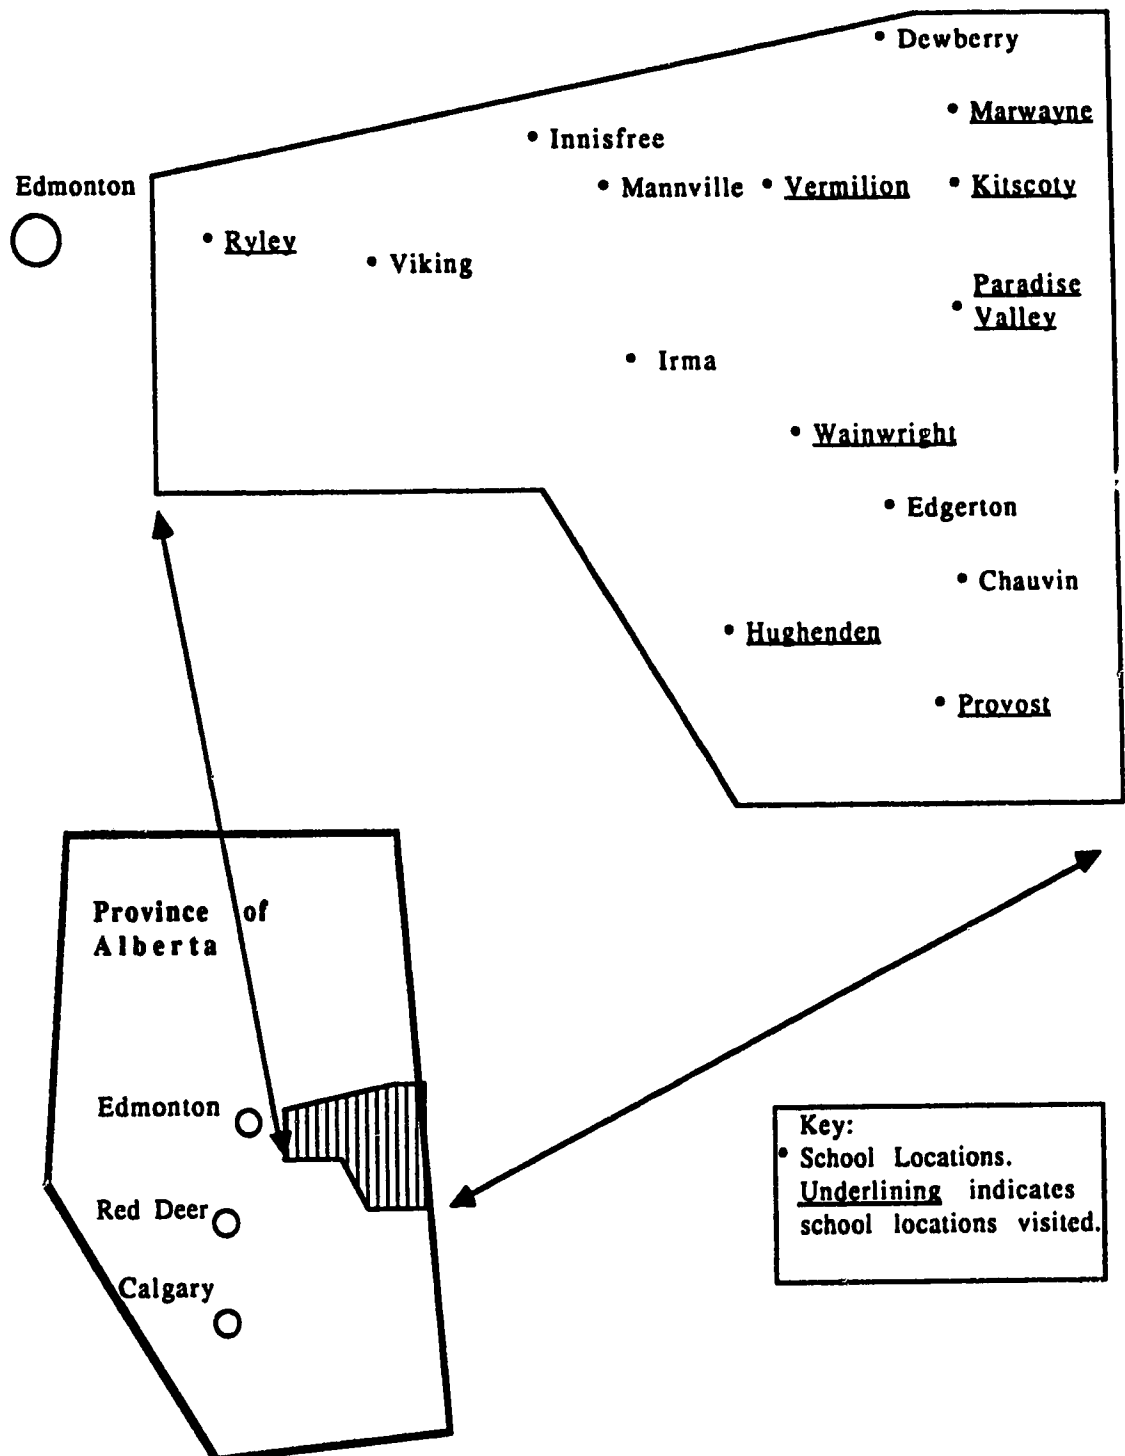 Dewberry
Marwayne
Innisfree
Edmonton
Mannville
Vermilion
Kitscoty
Ryley
Viking
Paradise
Valley
Irma
Wainwright
Edgerton
Chauvin
Hughenden
Provost
Province of
Alberta
Edmonton
Red Deer
Calgary
Key:
• School Locations.
Underlining indicates
school locations visited.